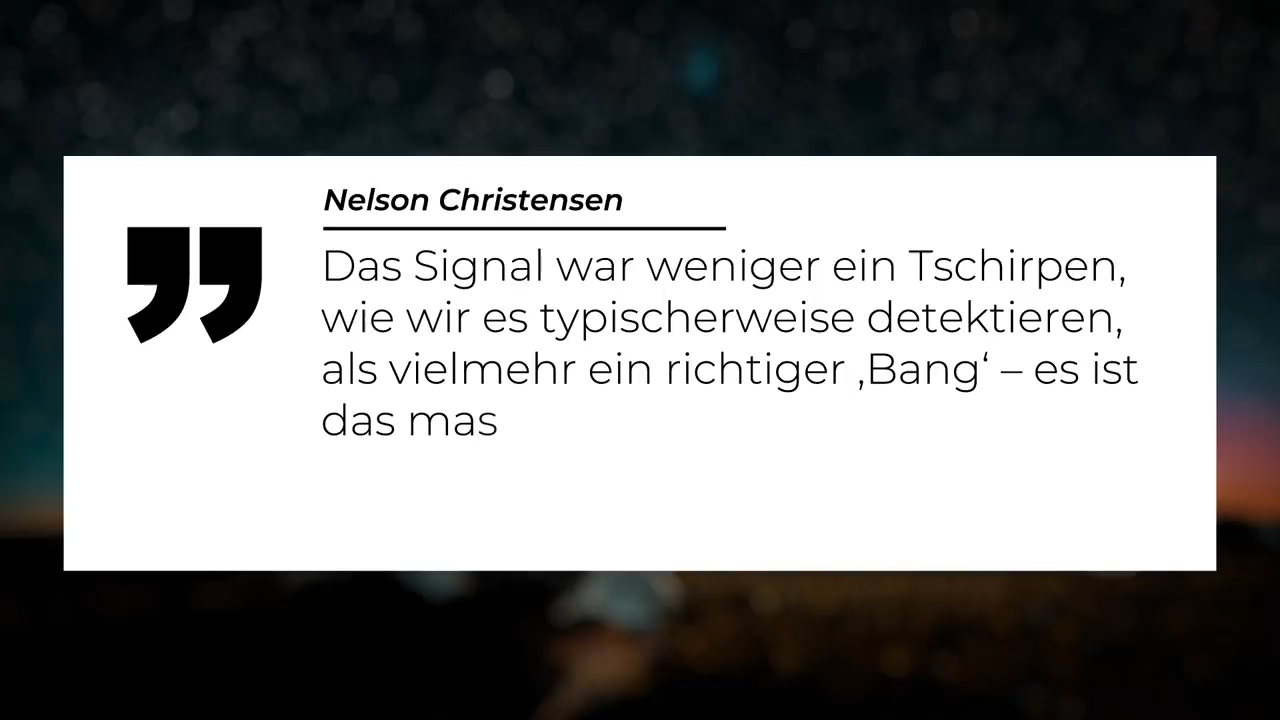 Nelson Christensen
Das Signal war weniger ein Tschirpen,
wie wir es typischerweise detektieren,
als vielmehr ein richtiger ‚Bang‘ – es ist
das mas